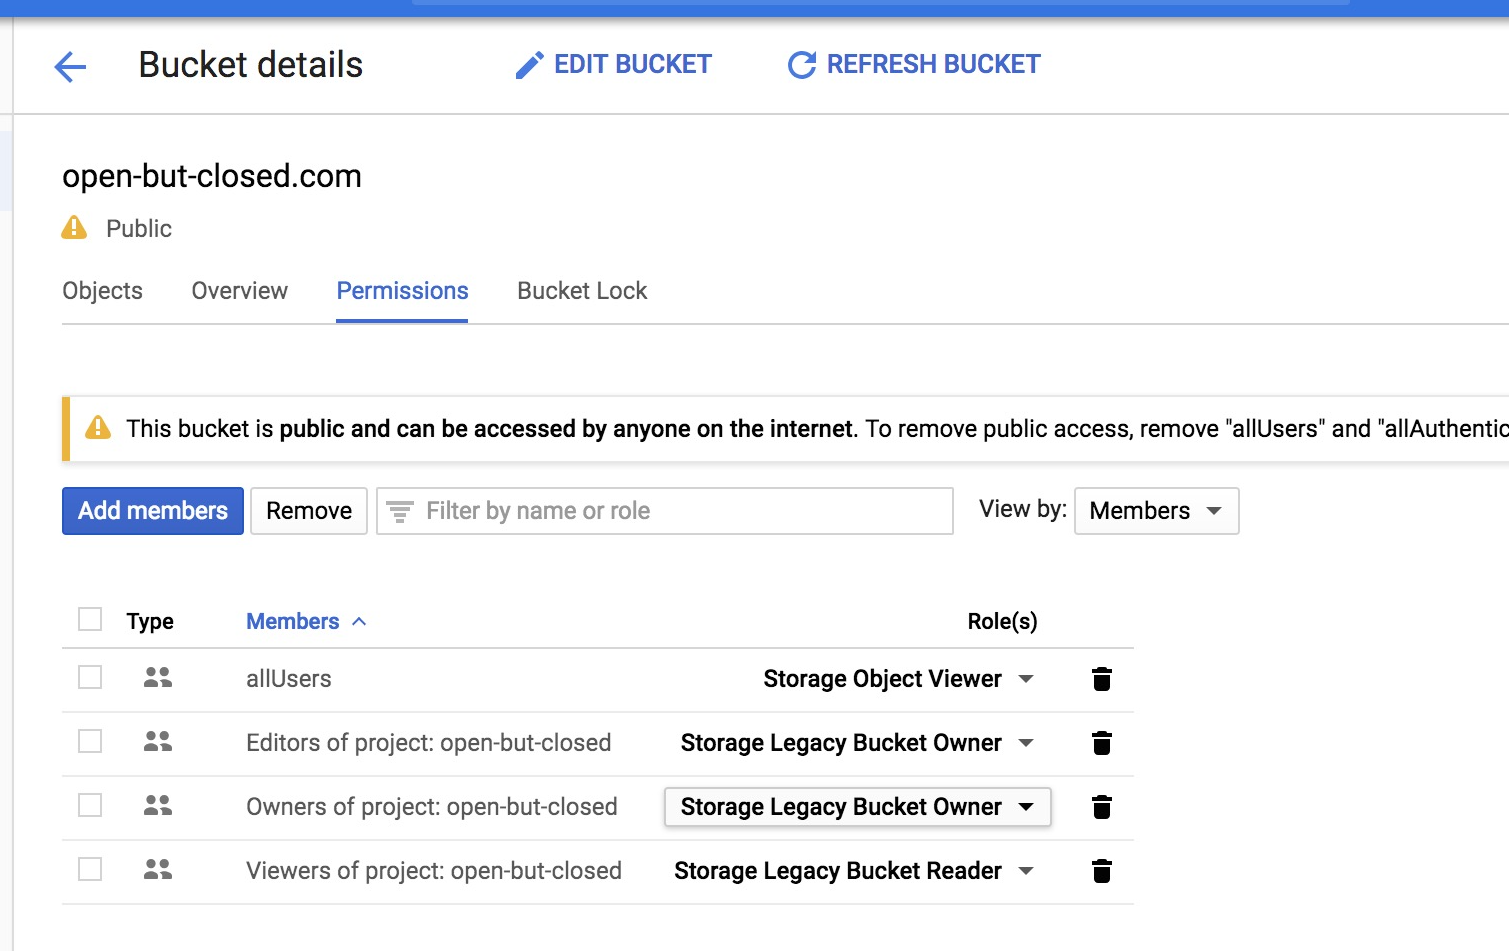 Bucket details EDIT BUCKET REFRESH BUCKET
open-but-closed.com
Public
Objects Overview Permissions Bucket Lock
This bucket is public and can be accessed by anyone on the internet. To remove public access, remove "allUsers" and "allAuthentic
Add members Remove Filter by name or role View by: Members
Type Members Role(s)
allUsers Storage Object Viewer
Editors of project: open-but-closed Storage Legacy Bucket Owner
Owners of project: open-but-closed Storage Legacy Bucket Owner
Viewers of project: open-but-closed Storage Legacy Bucket Reader